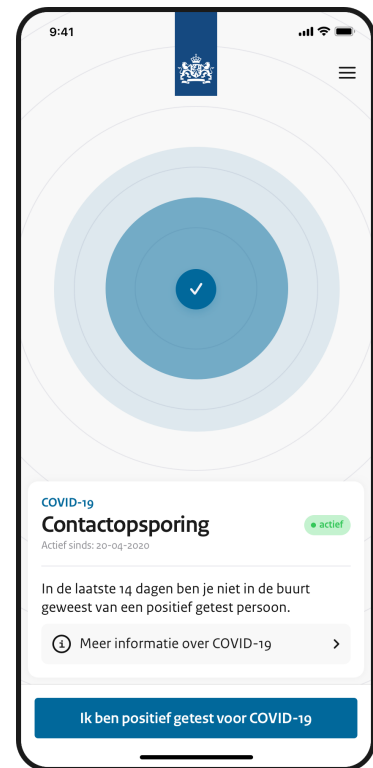 9:41
COVID-19
Contactopsporing
actief
Actief sinds: 20-04-2020
In de laatste 14 dagen ben je niet in de buurt
geweest van een positief getest persoon.
Meer informatie over COVID-19
Ik ben positief getest voor COVID-19